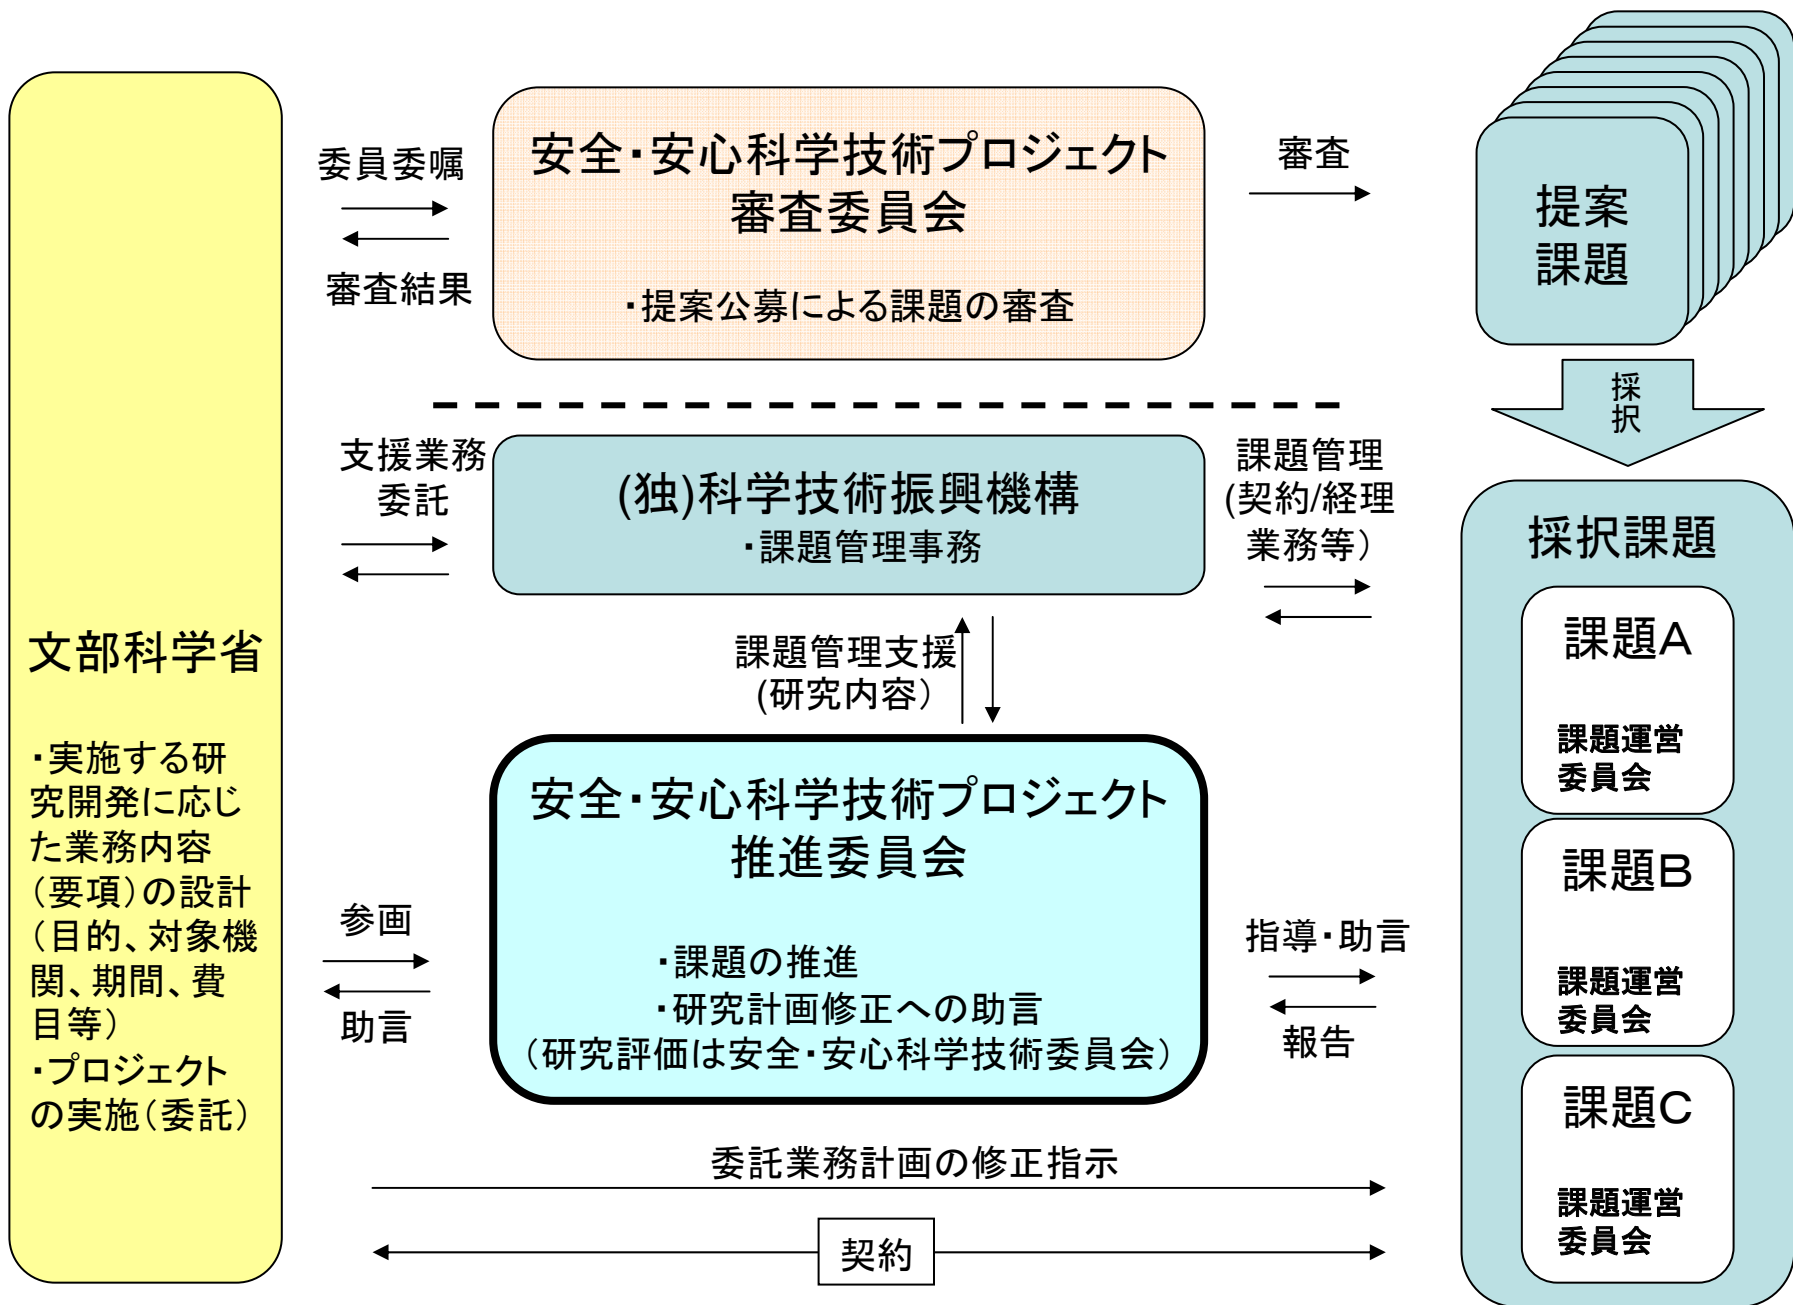 文部科学省
・実施する研
究開発に応じ
た業務内容
(要項)の設計
(目的、対象機
関、期間、費
目等)
・プロジェクト
の実施(委託)
委員委嘱
審査結果
安全・安心科学技術プロジェクト
審査委員会
・提案公募による課題の審査
審査
提案
課題
採
択
支援業務
委託
(独)科学技術振興機構
・課題管理事務
課題管理
(契約/経理
業務等)
課題管理支援
(研究内容)
参画
助言
安全・安心科学技術プロジェクト
推進委員会
・課題の推進
・研究計画修正への助言
(研究評価は安全・安心科学技術委員会)
指導・助言
報告
採択課題
課題A
課題運営
委員会
課題B
課題運営
委員会
課題C
課題運営
委員会
委託業務計画の修正指示
契約